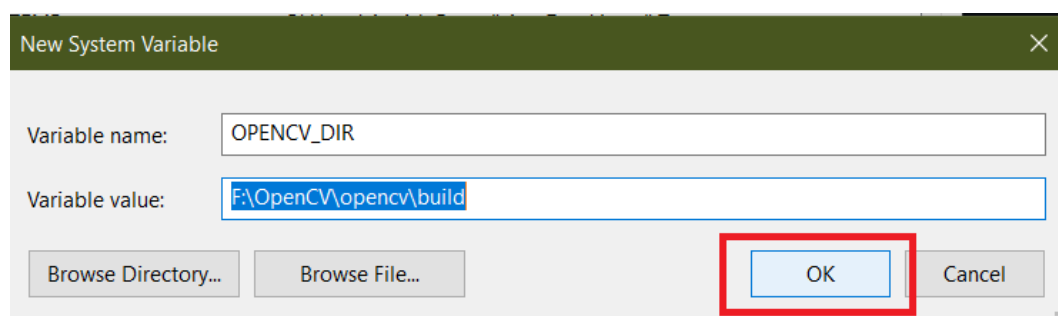 New System Variable
Variable name:
OPENCV_DIR
Variable value:
F:\OpenCV\opencv\build
Browse Directory...
Browse File...
OK
Cancel